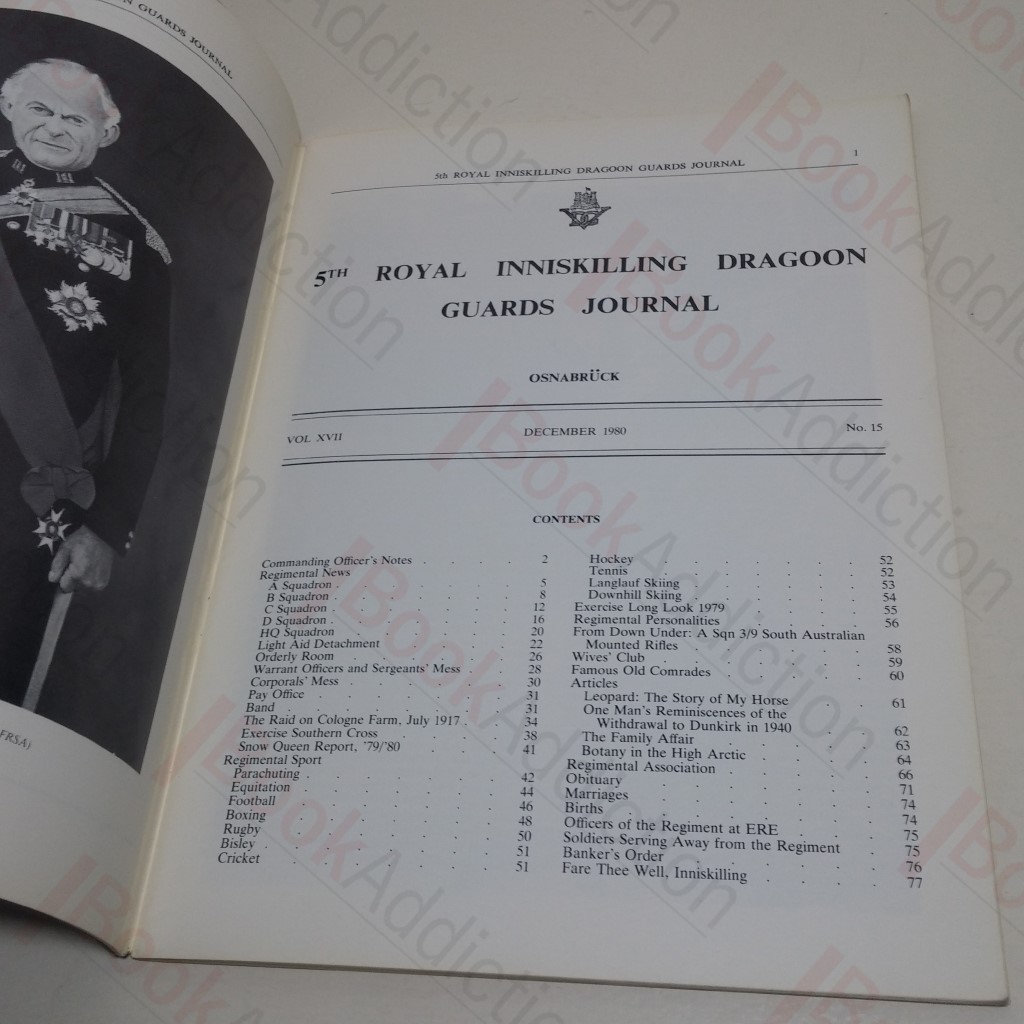 GUARDS JOURNAL
FRSA)
5th ROYAL INNISKILLING DRAGOON GUARDS JOURNAL 1
5TH ROYAL INNISKILLING DRAGOON
GUARDS JOURNAL
OSNABRÜCK
VOL XVII DECEMBER 1980 No. 15
CONTENTS
Commanding Officer's Notes . . . . 2
Regimental News
A Squadron . . . . . . 5
B Squadron . . . . . . 8
C Squadron . . . . . . 12
D Squadron . . . . . . 16
HQ Squadron . . . . . 20
Light Aid Detachment . . . . 22
Orderly Room . . . . . 26
Warrant Officers and Sergeants' Mess . . 28
Corporals' Mess . . . . . 30
Pay Office . . . . . . 31
Band . . . . . . . 31
The Raid on Cologne Farm, July 1917 . . 34
Exercise Southern Cross . . . . 38
Snow Queen Report, '79/'80 . . . 41
Regimental Sport
Parachuting . . . . . . 42
Equitation . . . . . . 44
Football . . . . . . 46
Boxing . . . . . . 48
Rugby . . . . . . 50
Bisley . . . . . . . 51
Cricket . . . . . . 51
Hockey . . . . . . 52
Tennis . . . . . . 52
Langlauf Skiing . . . . . 53
Downhill Skiing . . . . . 54
Exercise Long Look 1979 . . . . 55
Regimental Personalities . . . . 56
From Down Under: A Sqn 3/9 South Australian
Mounted Rifles . . . . . 58
Wives' Club . . . . . . 59
Famous Old Comrades . . . . 60
Articles
Leopard: The Story of My Horse . . 61
One Man's Reminiscences of the
Withdrawal to Dunkirk in 1940 . . 62
The Family Affair . . . . 63
Botany in the High Arctic . . . 64
Regimental Association . . . . 66
Obituary . . . . . . 71
Marriages . . . . . . 74
Births . . . . . . 74
Officers of the Regiment at ERE . . . 75
Soldiers Serving Away from the Regiment . 75
Banker's Order . . . . . 76
Fare Thee Well, Inniskilling . . . . 77
BookAddiction